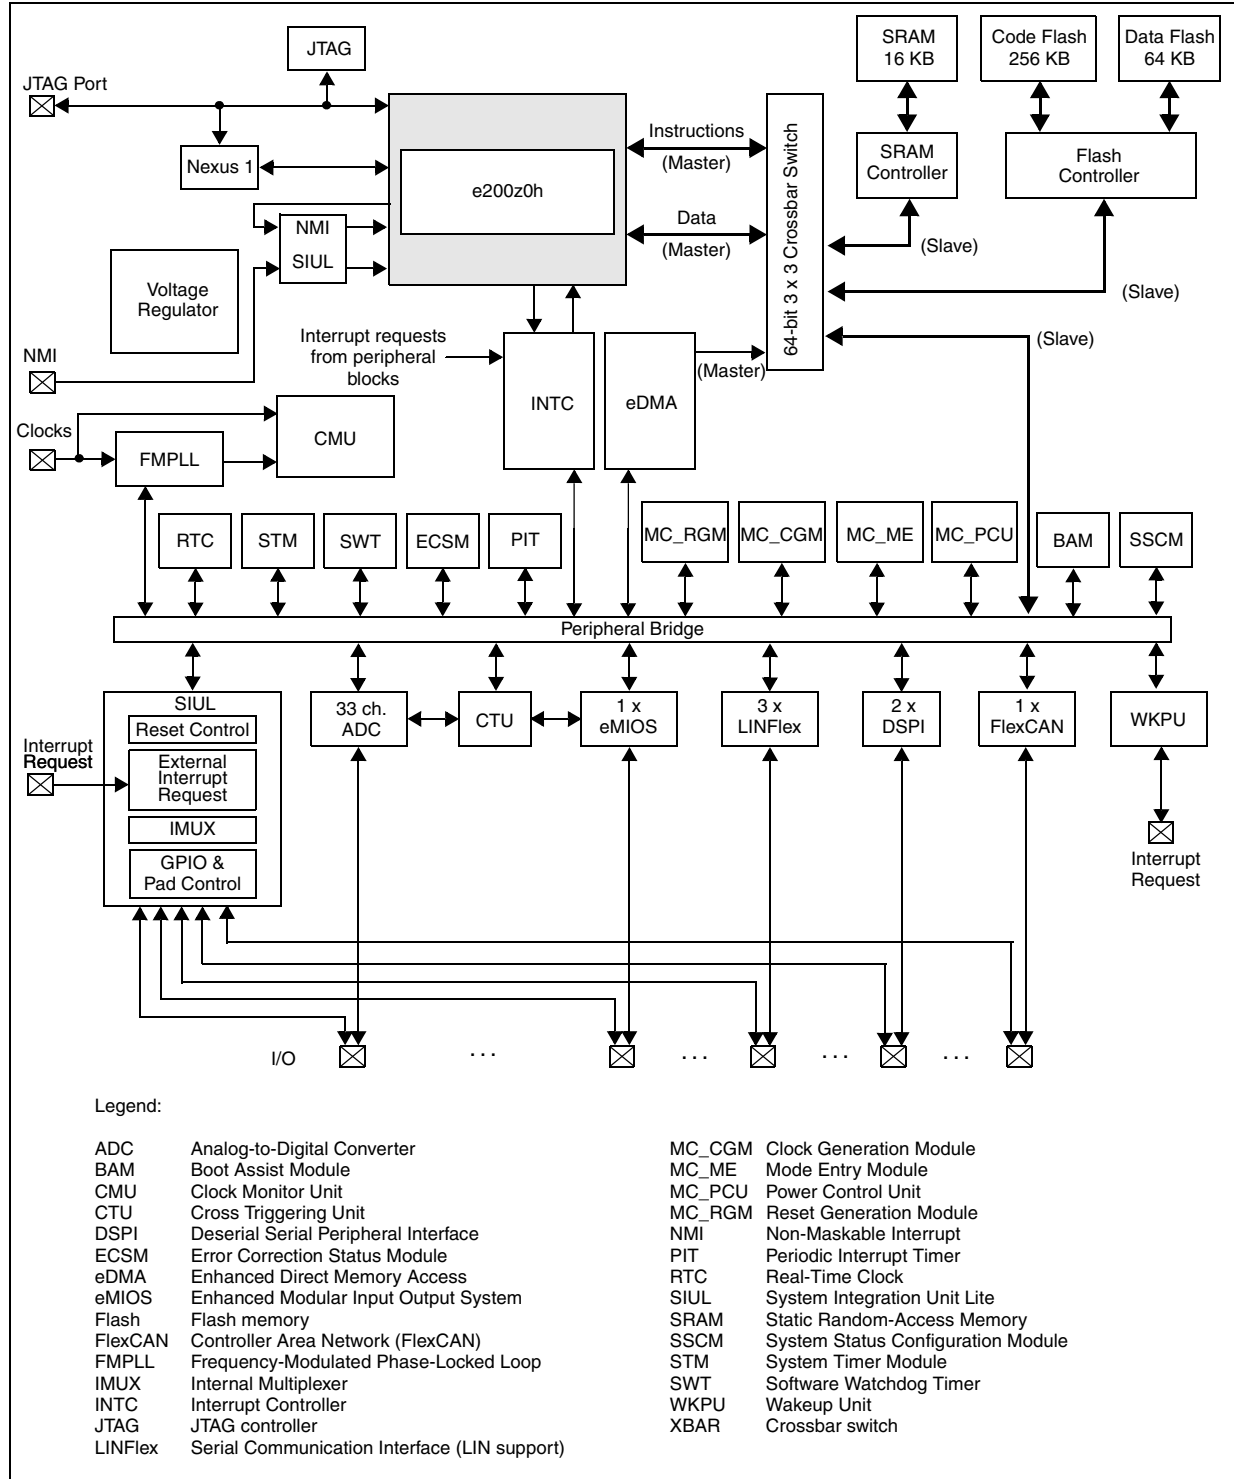 JTAG
SRAM
16 KB
Code Flash
256 KB
Data Flash
64 KB
JTAG Port
Nexus 1
e200z0h
Instructions
(Master)
Data
(Master)
64-bit 3 x 3 Crossbar Switch
SRAM
Controller
Flash
Controller
NMI
SIUL
(Slave)
(Slave)
(Slave)
Voltage
Regulator
NMI
Interrupt requests
from peripheral
blocks
INTC
eDMA
(Master)
Clocks
FMPLL
CMU
RTC
STM
SWT
ECSM
PIT
MC_RGM
MC_CGM
MC_ME
MC_PCU
BAM
SSCM
Peripheral Bridge
SIUL
Reset Control
External
Interrupt
Request
IMUX
GPIO &
Pad Control
Interrupt
Request
33 ch.
ADC
CTU
1 x
eMIOS
3 x
LINFlex
2 x
DSPI
1 x
FlexCAN
WKPU
Interrupt
Request
I/O
. . .
. . .
. . .
. . .
Legend:
ADC Analog-to-Digital Converter
BAM Boot Assist Module
CMU Clock Monitor Unit
CTU Cross Triggering Unit
DSPI Deserial Serial Peripheral Interface
ECSM Error Correction Status Module
eDMA Enhanced Direct Memory Access
eMIOS Enhanced Modular Input Output System
Flash Flash memory
FlexCAN Controller Area Network (FlexCAN)
FMPLL Frequency-Modulated Phase-Locked Loop
IMUX Internal Multiplexer
INTC Interrupt Controller
JTAG JTAG controller
LINFlex Serial Communication Interface (LIN support)
MC_CGM Clock Generation Module
MC_ME Mode Entry Module
MC_PCU Power Control Unit
MC_RGM Reset Generation Module
NMI Non-Maskable Interrupt
PIT Periodic Interrupt Timer
RTC Real-Time Clock
SIUL System Integration Unit Lite
SRAM Static Random-Access Memory
SSCM System Status Configuration Module
STM System Timer Module
SWT Software Watchdog Timer
WKPU Wakeup Unit
XBAR Crossbar switch